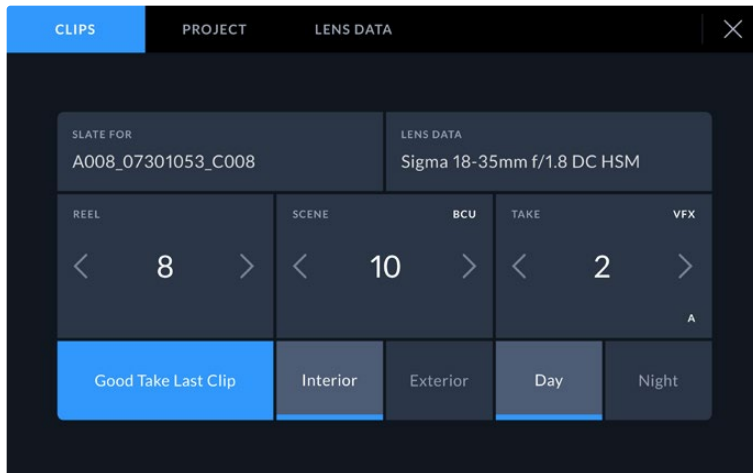 CLIPS PROJECT LENS DATA
SLATE FOR LENS DATA
A008_07301053_C008 Sigma 18-35mm f/1.8 DC HSM
REEL SCENE BCU TAKE VFX
8 10 2
A
Good Take Last Clip Interior Exterior Day Night